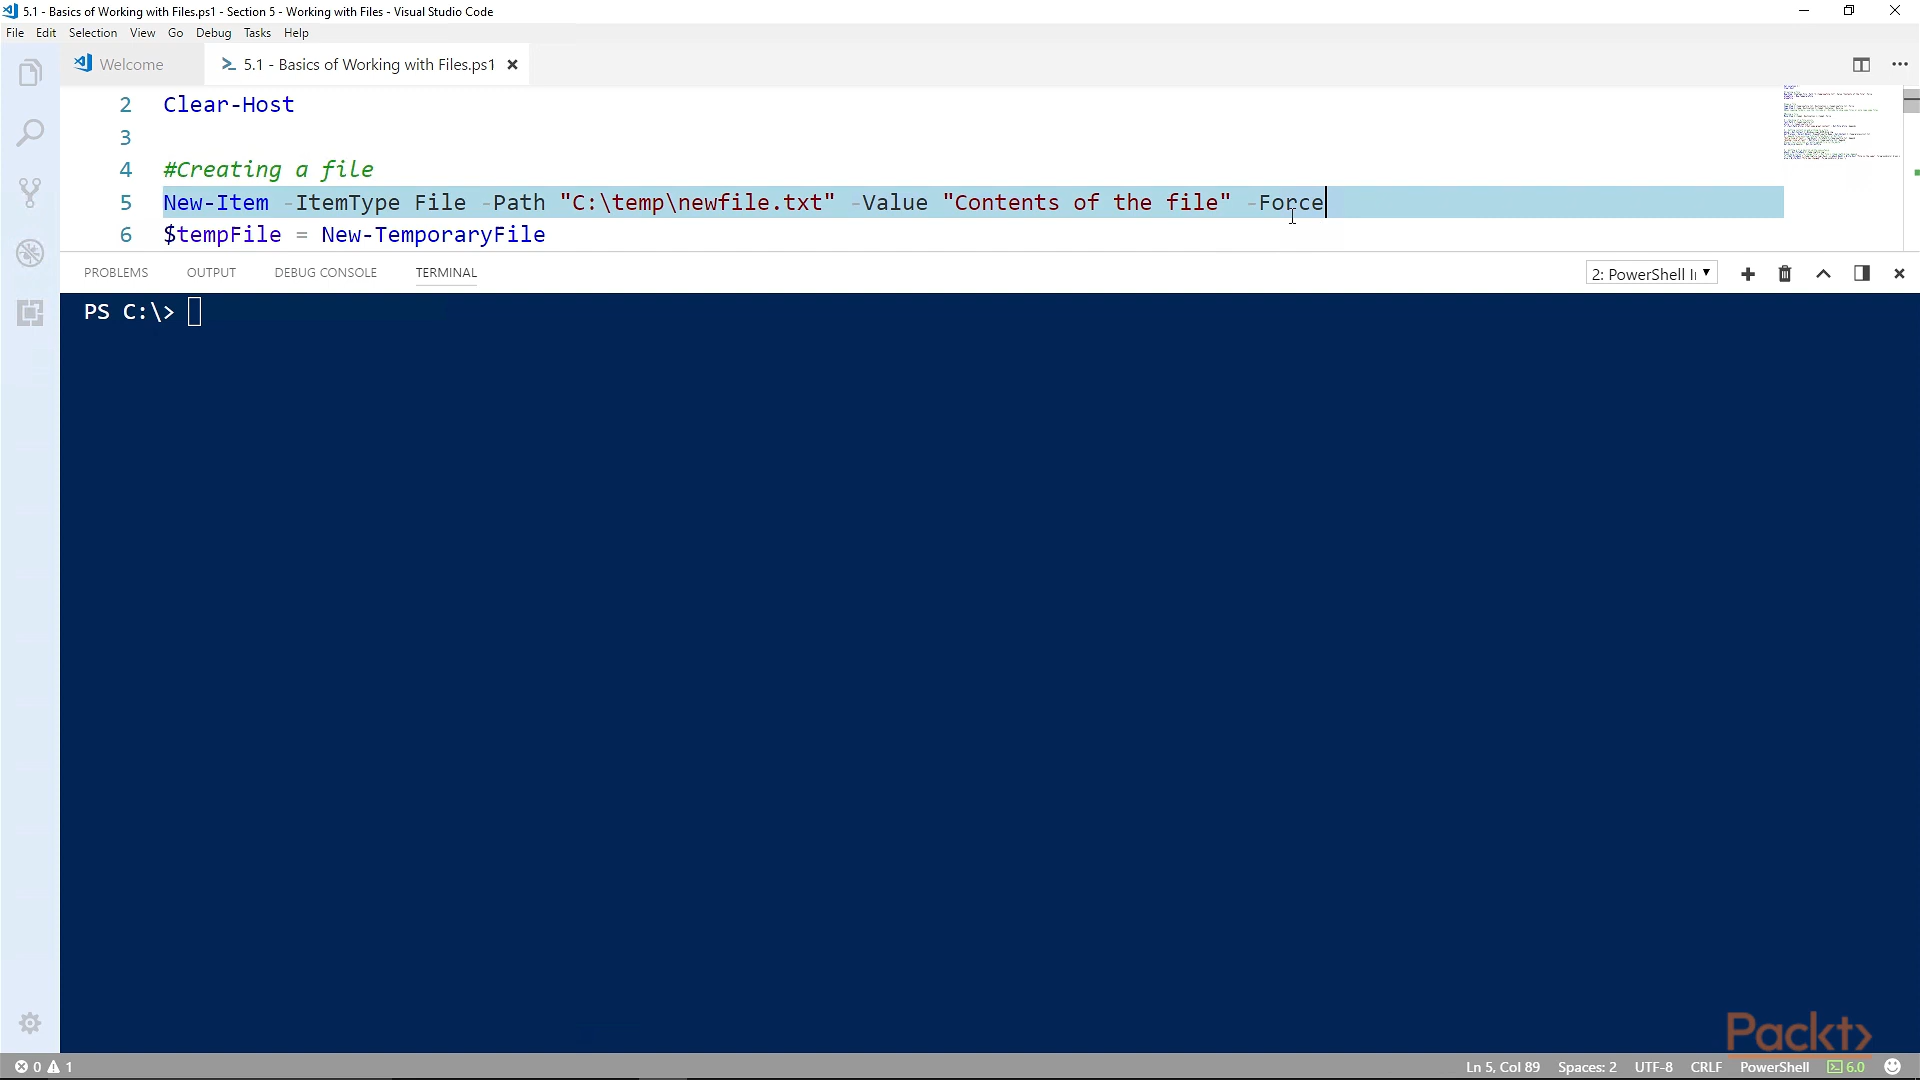 5.1 - Basics of Working with Files.ps1 - Section 5 - Working with Files - Visual Studio Code
File Edit Selection View Go Debug Tasks Help
Welcome
5.1 - Basics of Working with Files.ps1
2 Clear-Host
3
4 #Creating a file
5 New-Item -ItemType File -Path "C:\temp\newfile.txt" -Value "Contents of the file" -Force
6 $tempFile = New-TemporaryFile
PROBLEMS OUTPUT DEBUG CONSOLE TERMINAL
2: PowerShell
PS C:\>
Packt>
0 1
Ln 5, Col 89 Spaces: 2 UTF-8 CRLF PowerShell 6.0